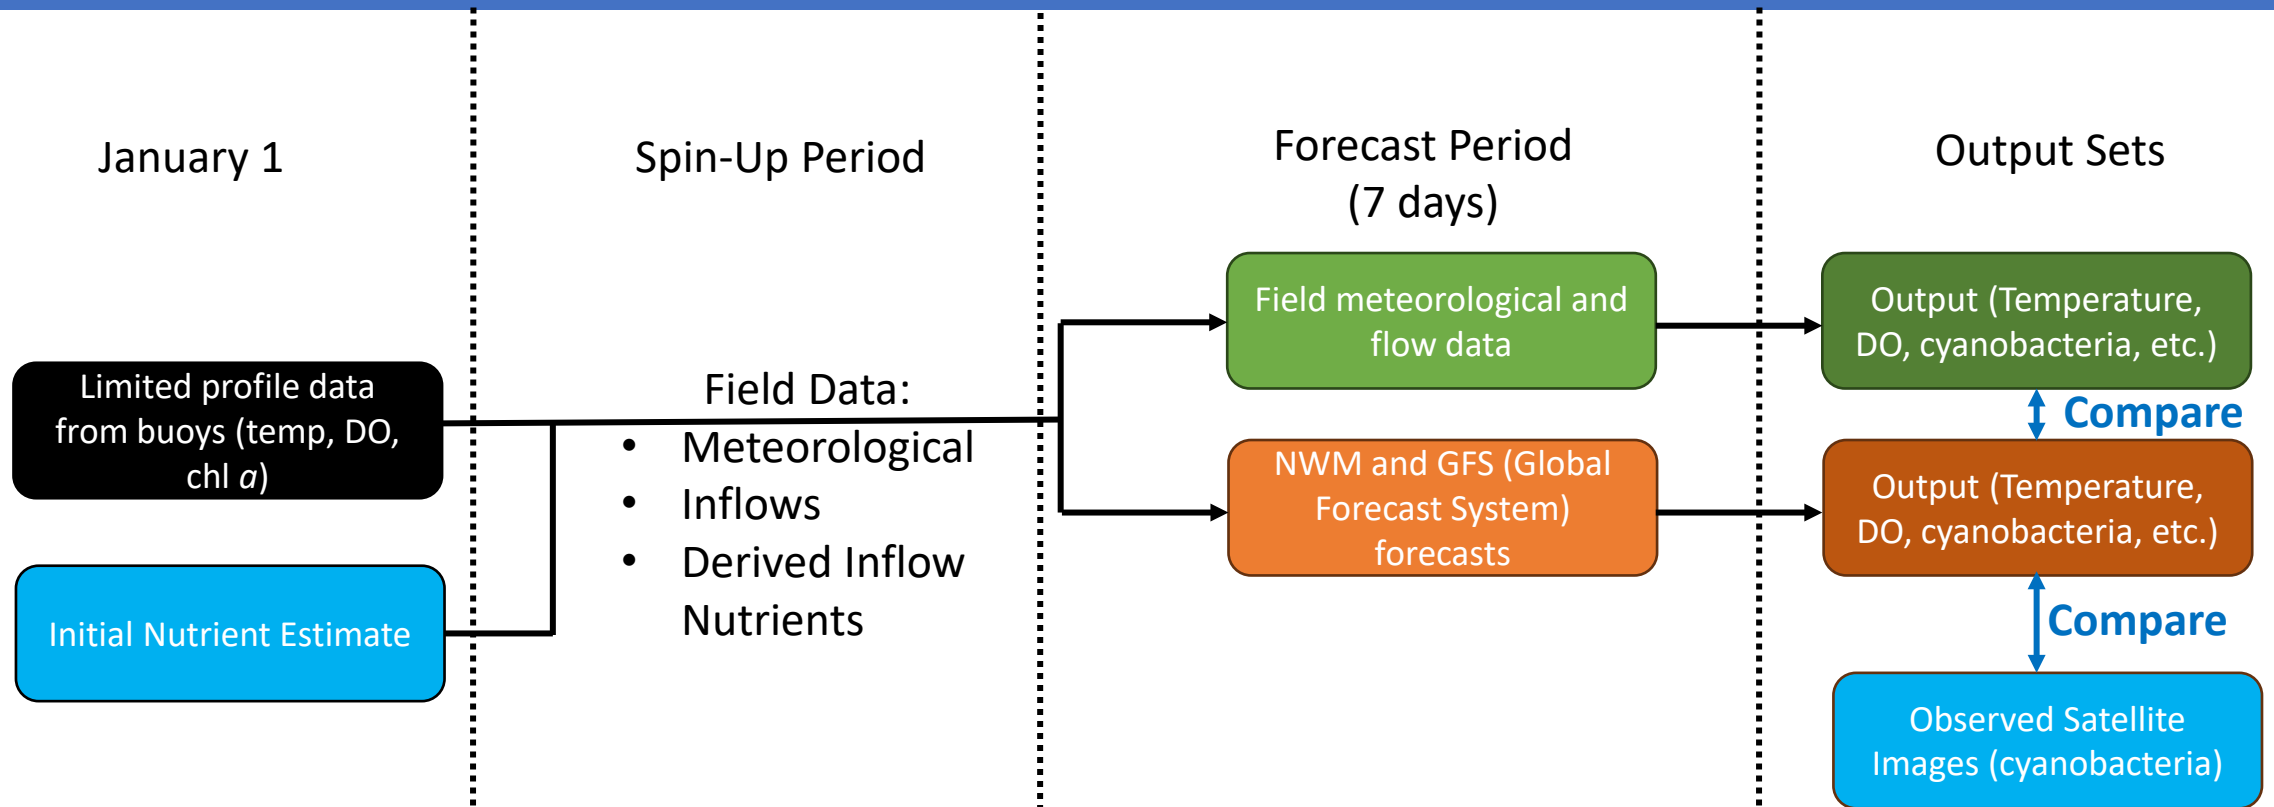 January 1
Limited profile data
from buoys (temp, DO,
chl a)
Initial Nutrient Estimate
Spin-Up Period
Field Data:
• Meteorological
• Inflows
• Derived Inflow
Nutrients
Forecast Period
(7 days)
Field meteorological and
flow data
NWM and GFS (Global
Forecast System)
forecasts
Output Sets
Output (Temperature,
DO, cyanobacteria, etc.)
Compare
Output (Temperature,
DO, cyanobacteria, etc.)
Compare
Observed Satellite
Images (cyanobacteria)